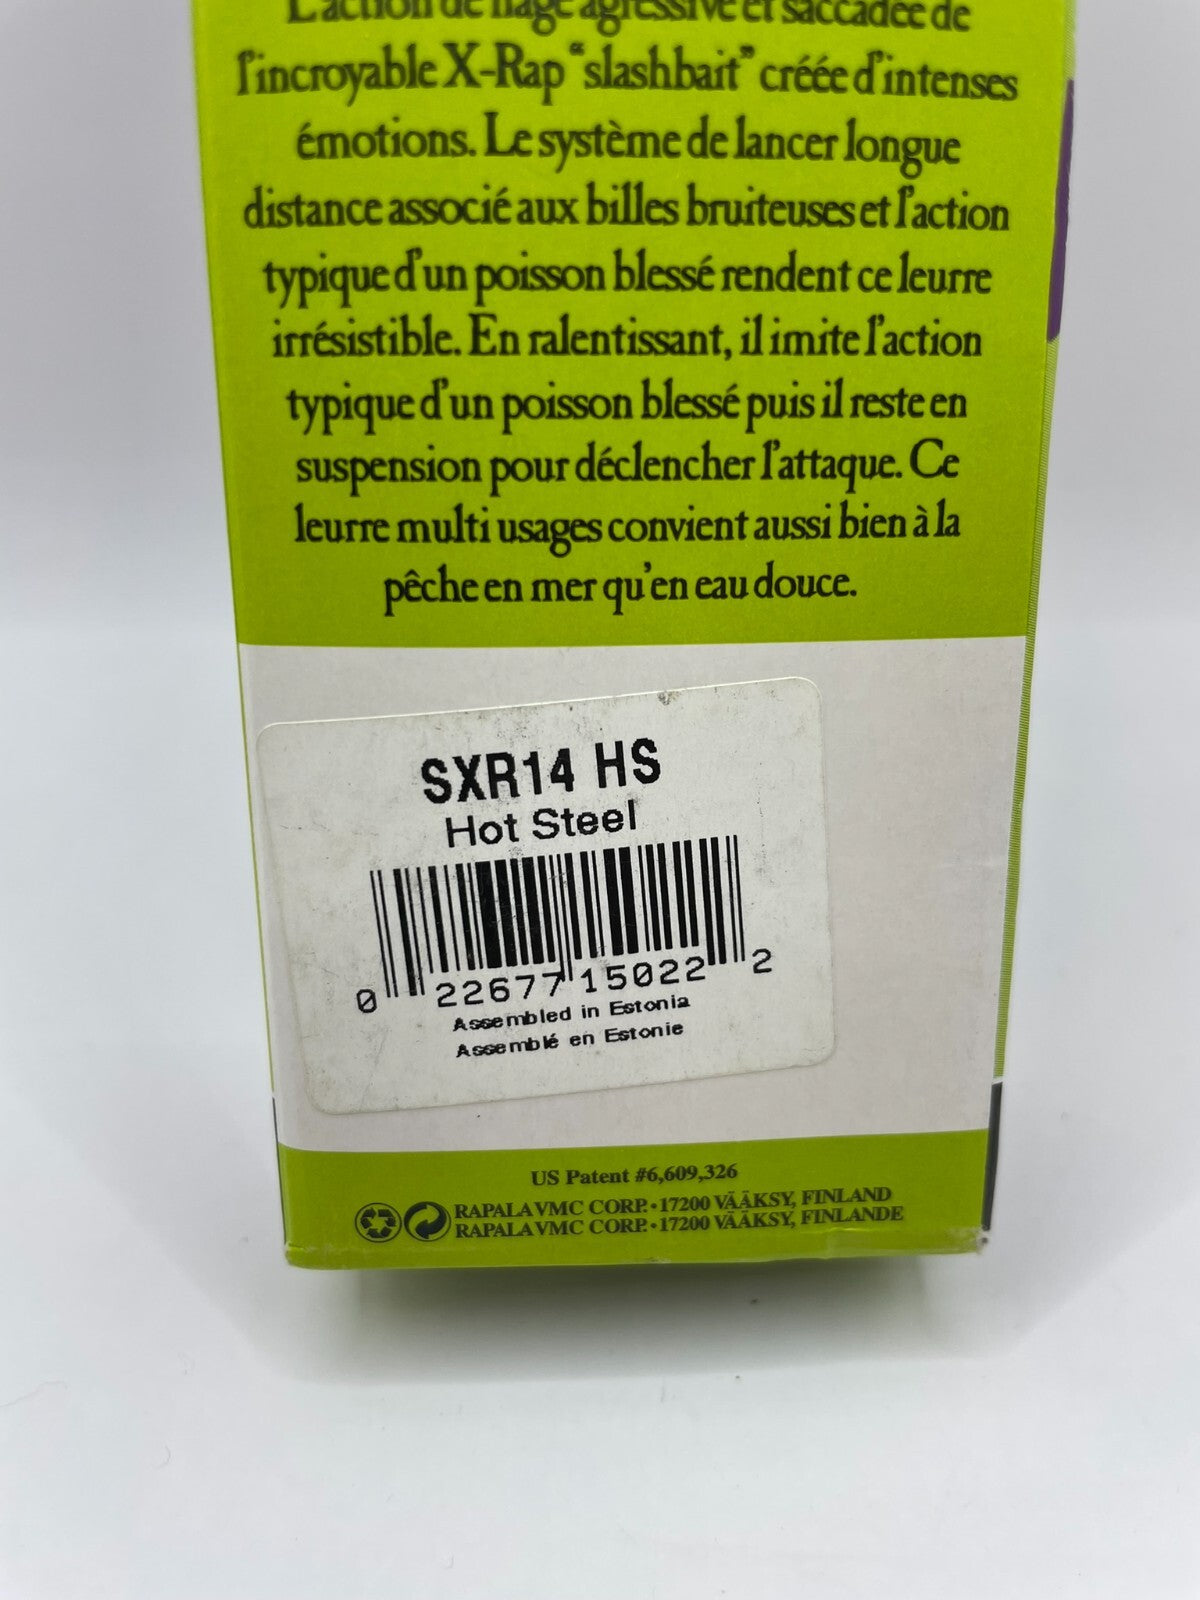 L'action de nage agressive et saccadée de
l'incroyable X-Rap “slashbait” créée d'intenses
émotions. Le système de lancer longue
distance associé aux billes bruiteuses et l'action
typique d'un poisson blessé rendent ce leurre
irrésistible. En ralentissant, il imite l'action
typique d'un poisson blessé puis il reste en
suspension pour déclencher l'attaque. Ce
leurre multi usages convient aussi bien à la
pêche en mer qu'en eau douce.
SXR14 HS
Hot Steel
0 22677 15022 2
Assembled in Estonia
Assemblé en Estonie
US Patent #6,609,326
RAPALA VMC CORP. • 17200 VÄÄKSY, FINLAND
RAPALA VMC CORP. • 17200 VÄÄKSY, FINLANDE